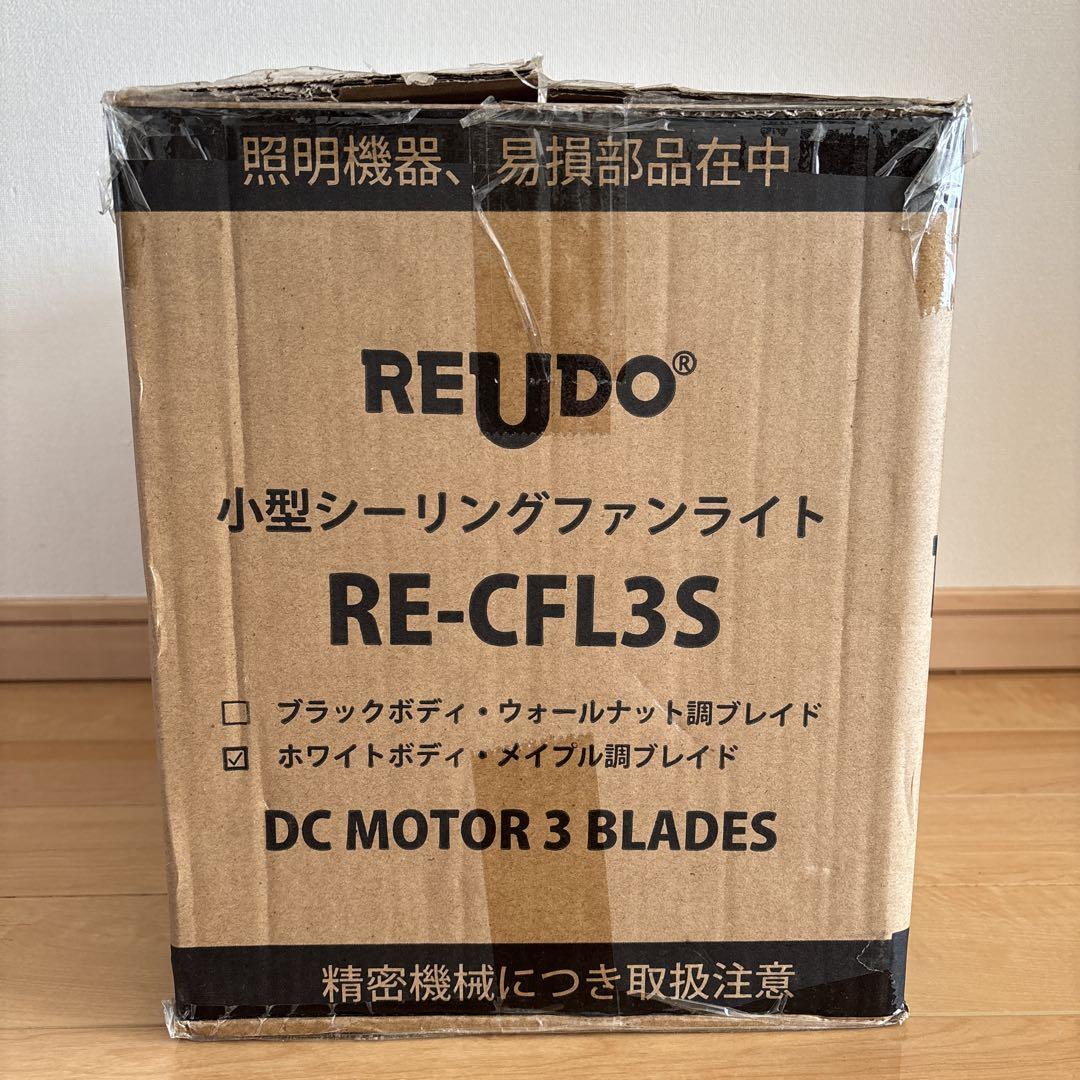 照明機器、易損部品在中
REUDO®
小型シーリングファンライト
RE-CFL3S
☐ ブラックボディ・ウォールナット調ブレイド
☑ ホワイトボディ・メイプル調ブレイド
DC MOTOR 3 BLADES
精密機械につき取扱注意